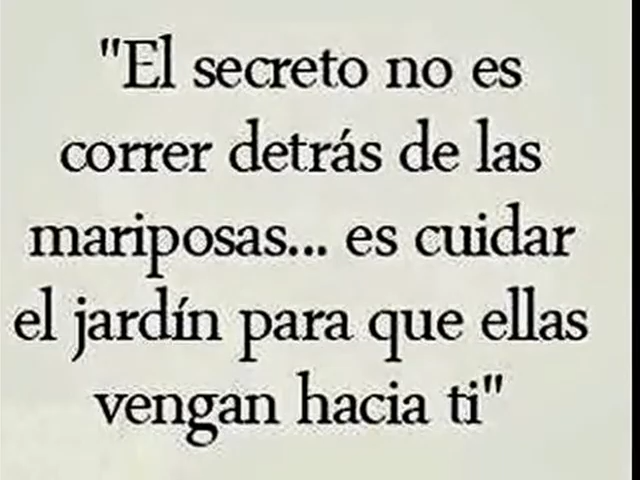 "El secreto no es
correr detrás de las
mariposas... es cuidar
el jardín para que ellas
vengan hacia ti"